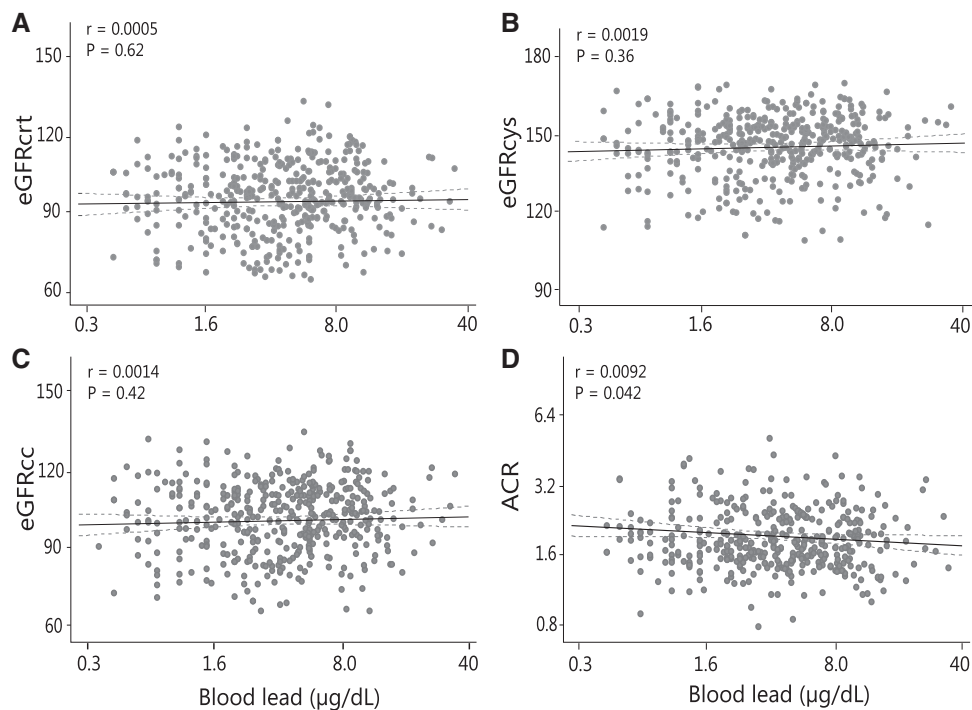 A
r = 0.0005
P = 0.62
eGFRcrt
150
120
90
60
0.3 1.6 8.0 40
B
r = 0.0019
P = 0.36
eGFRcys
180
150
120
90
0.3 1.6 8.0 40
C
r = 0.0014
P = 0.42
eGFRcc
150
120
90
60
0.3 1.6 8.0 40
Blood lead (µg/dL)
D
r = 0.0092
P = 0.042
ACR
6.4
3.2
1.6
0.8
0.3 1.6 8.0 40
Blood lead (µg/dL)